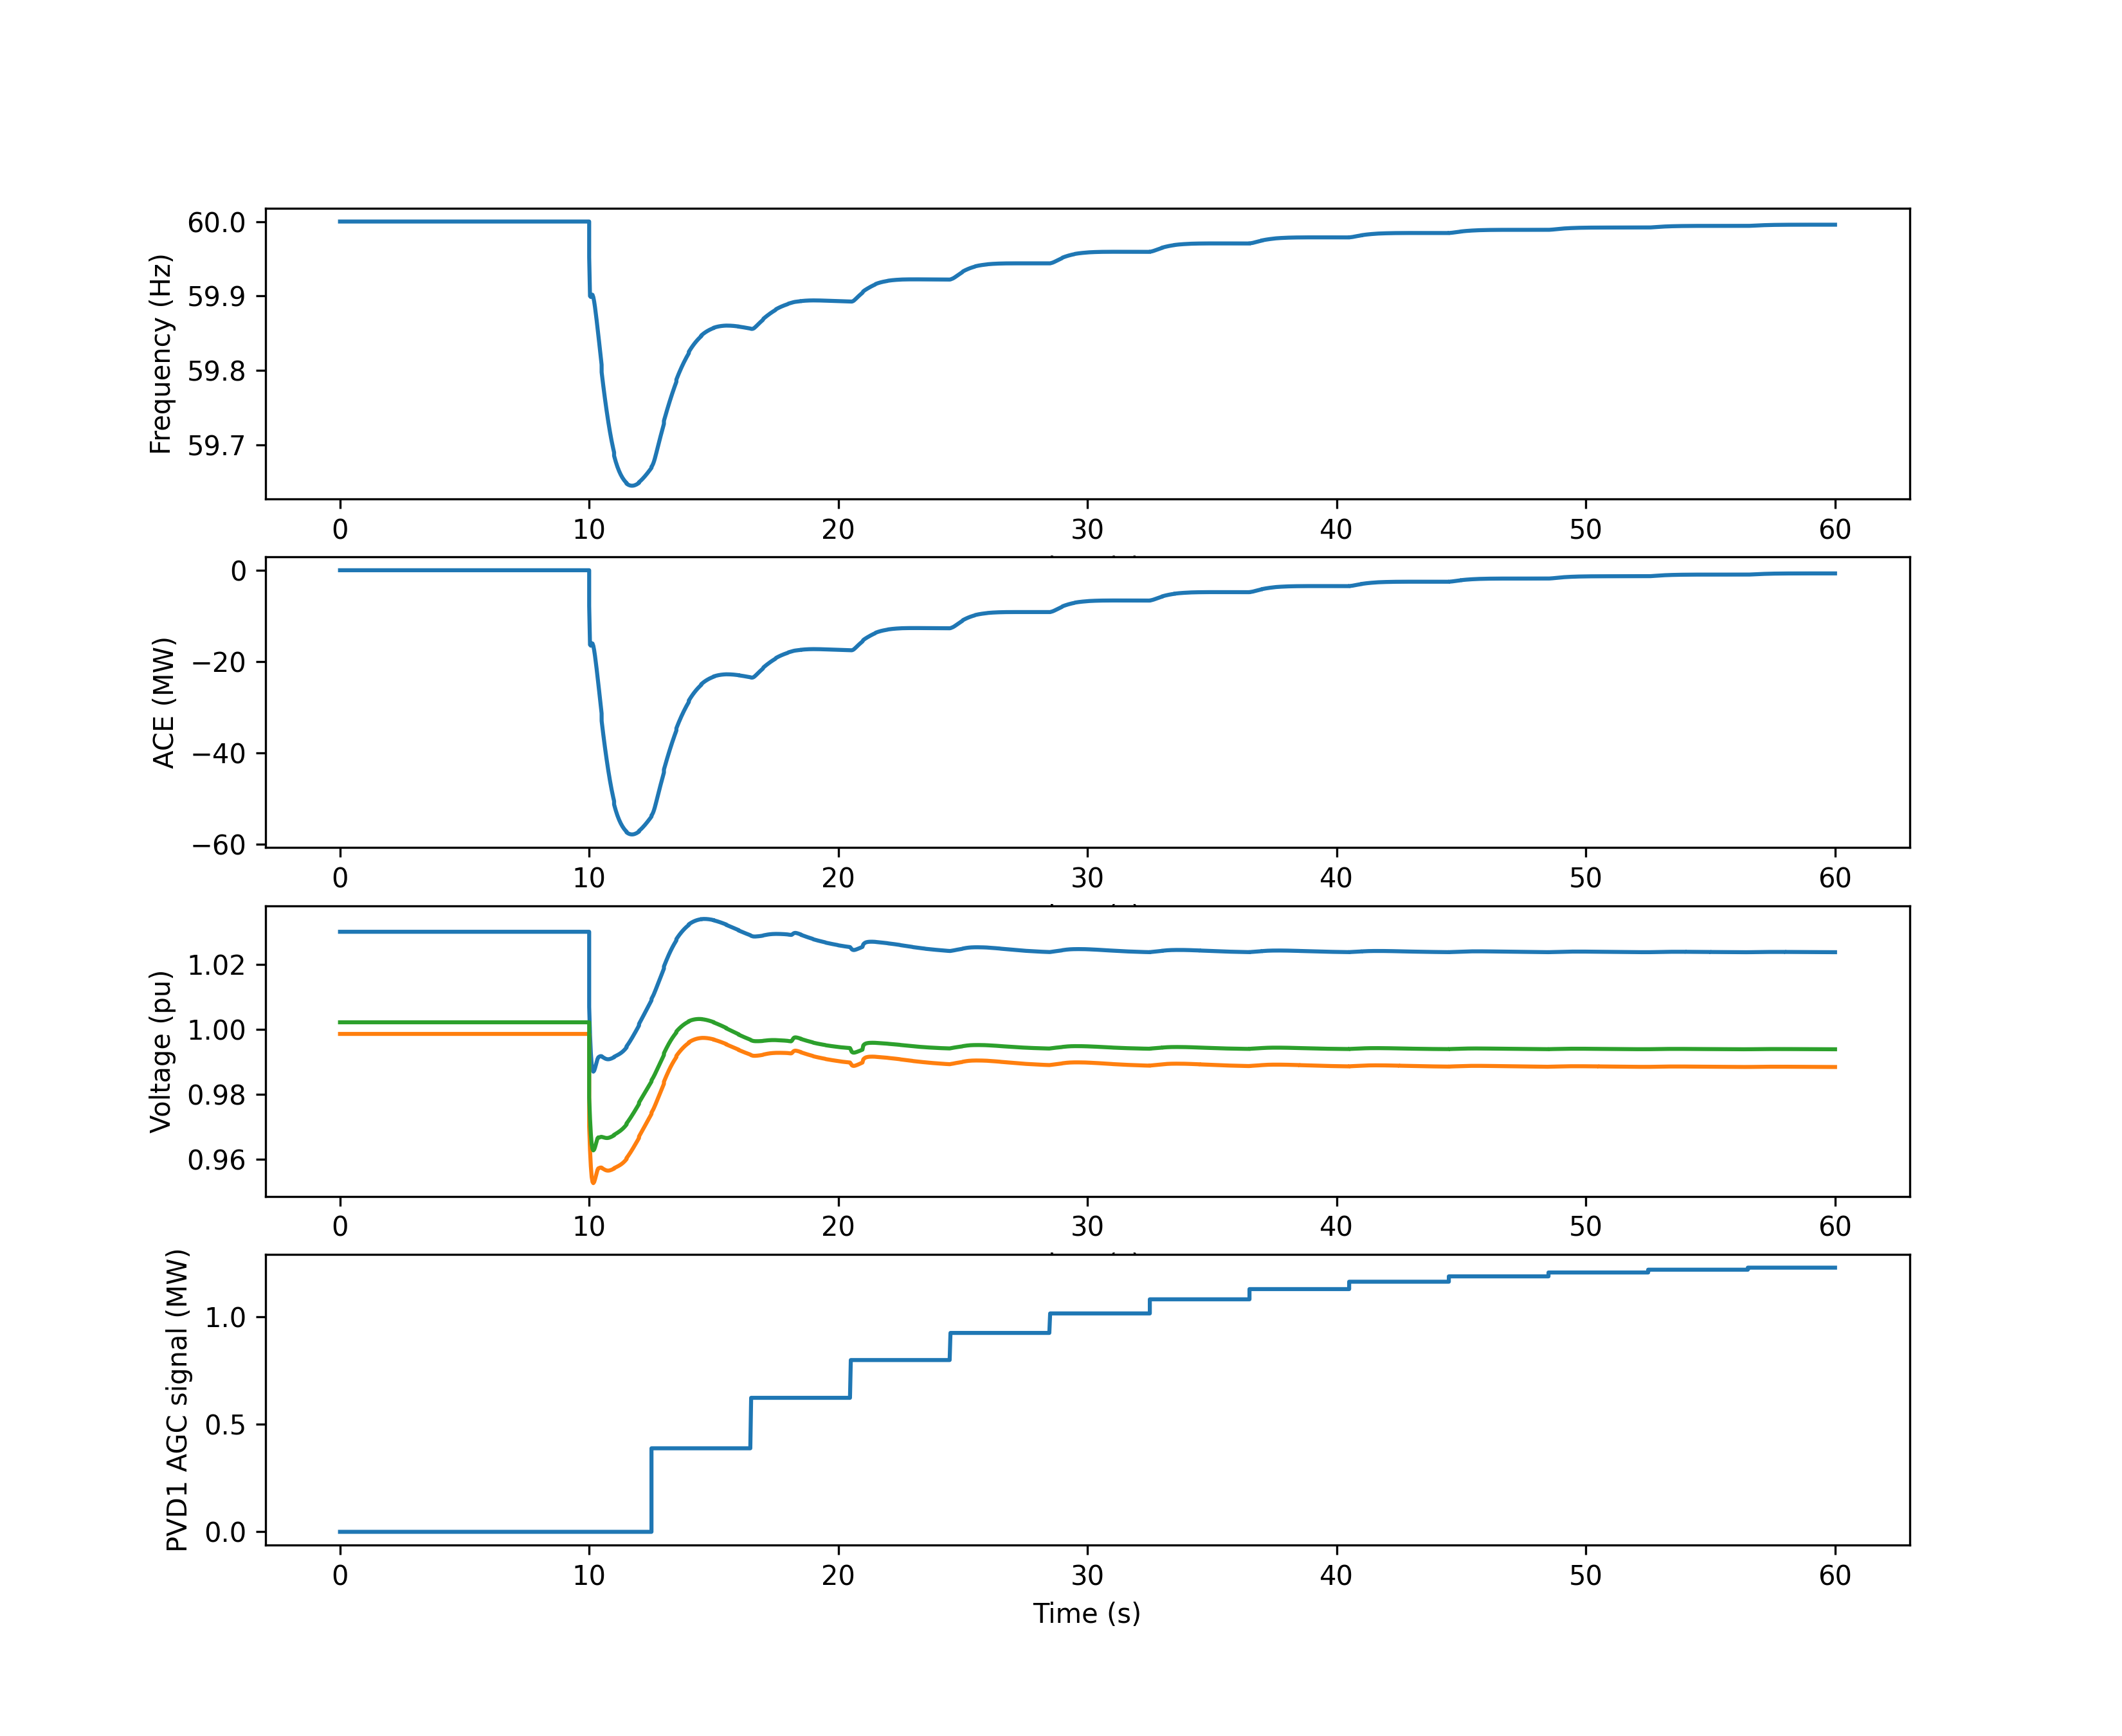 Frequency (Hz)
60.0
59.9
59.8
59.7
0 10 20 30 40 50 60
ACE (MW)
0
−20
−40
−60
0 10 20 30 40 50 60
Voltage (pu)
1.02
1.00
0.98
0.96
0 10 20 30 40 50 60
PVD1 AGC signal (MW)
1.0
0.5
0.0
0 10 20 30 40 50 60
Time (s)